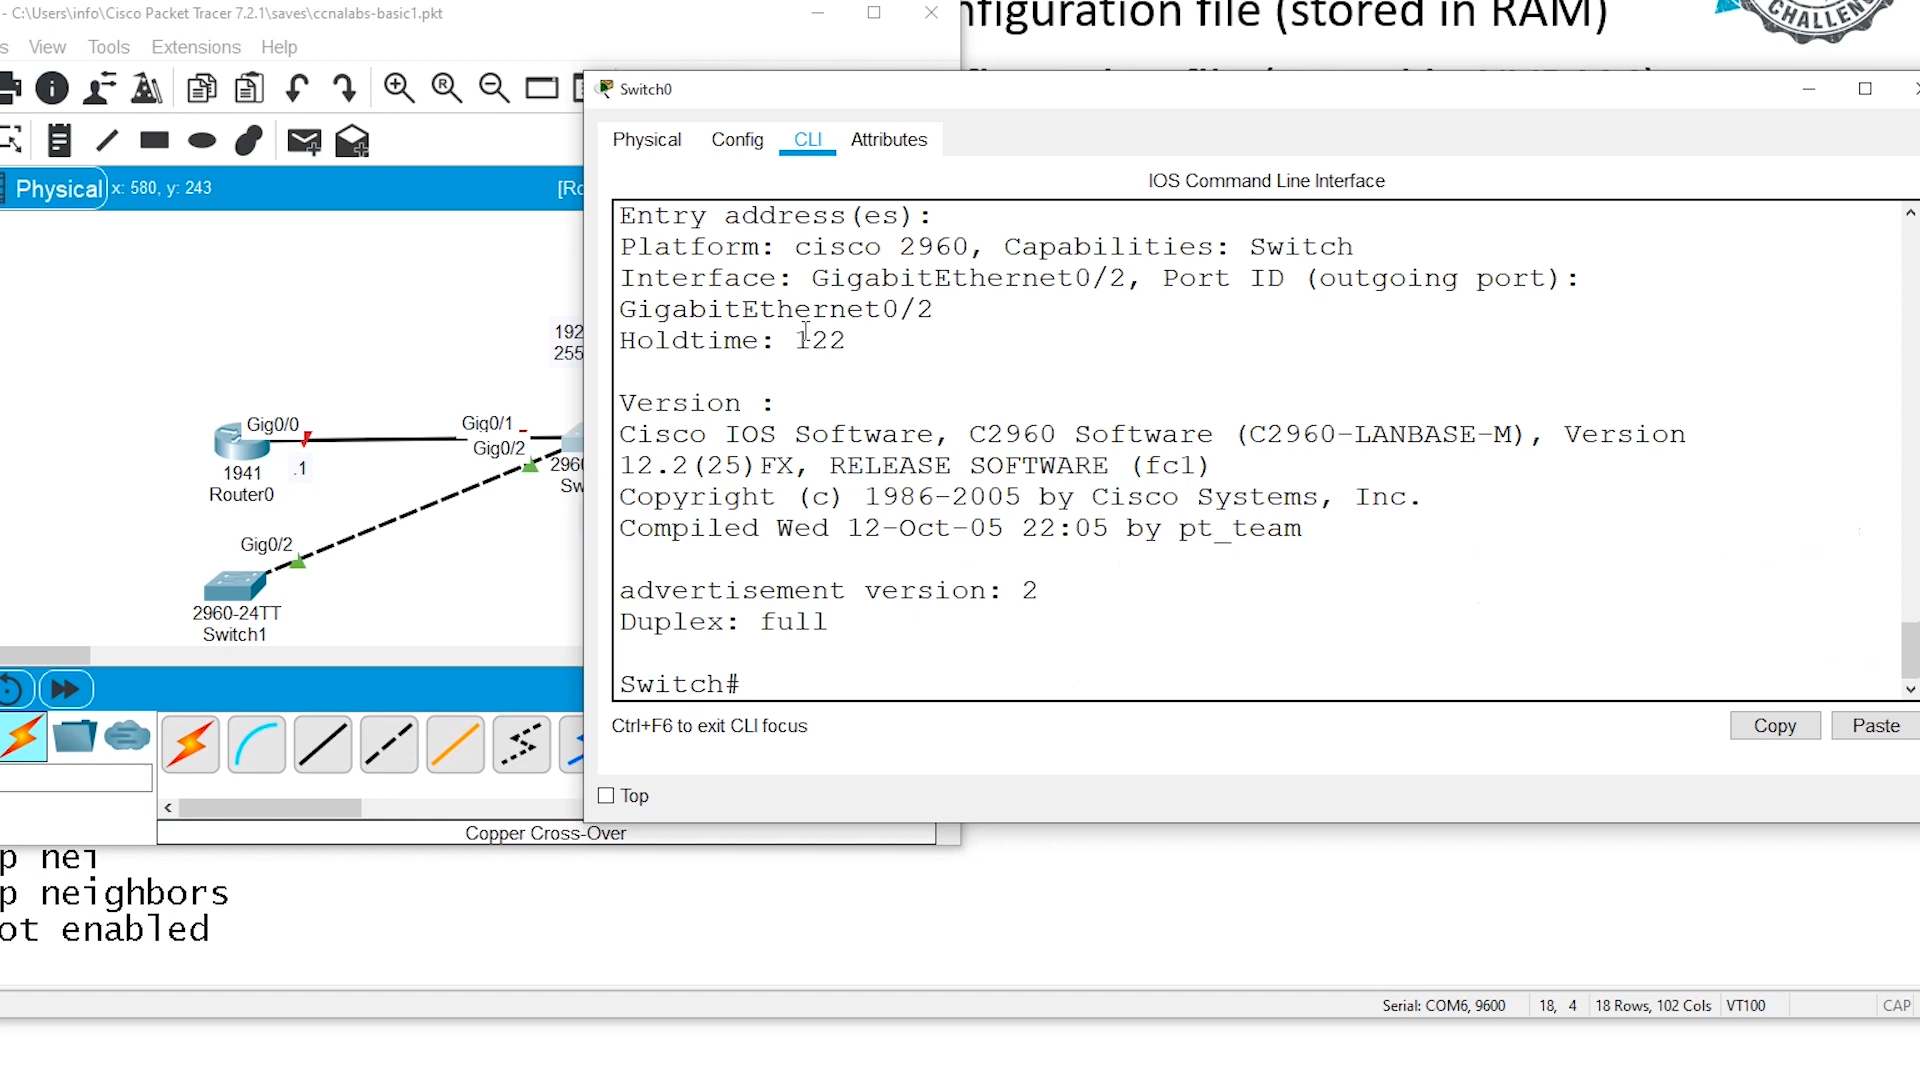 - C:\Users\info\Cisco Packet Tracer 7.2.1\saves\ccnalabs-basic1.pkt
figuration file (stored in RAM)
CHALLENG
s View Tools Extensions Help
Switch0
Physical Config CLI Attributes
IOS Command Line Interface
Physical x: 580, y: 243 [Ro
Entry address(es):
Platform: cisco 2960, Capabilities: Switch
Interface: GigabitEthernet0/2, Port ID (outgoing port):
GigabitEthernet0/2
Holdtime: 122
Version :
Cisco IOS Software, C2960 Software (C2960-LANBASE-M), Version
12.2(25)FX, RELEASE SOFTWARE (fc1)
Copyright (c) 1986-2005 by Cisco Systems, Inc.
Compiled Wed 12-Oct-05 22:05 by pt_team
advertisement version: 2
Duplex: full
Switch#
Ctrl+F6 to exit CLI focus
Copy Paste
Top
192
255
Gig0/0
Gig0/1
Gig0/2
1941
.1
Router0
2960
Sw
Gig0/2
2960-24TT
Switch1
Copper Cross-Over
p nei
p neighbors
ot enabled
Serial: COM6, 9600 18, 4 18 Rows, 102 Cols VT100 CAP